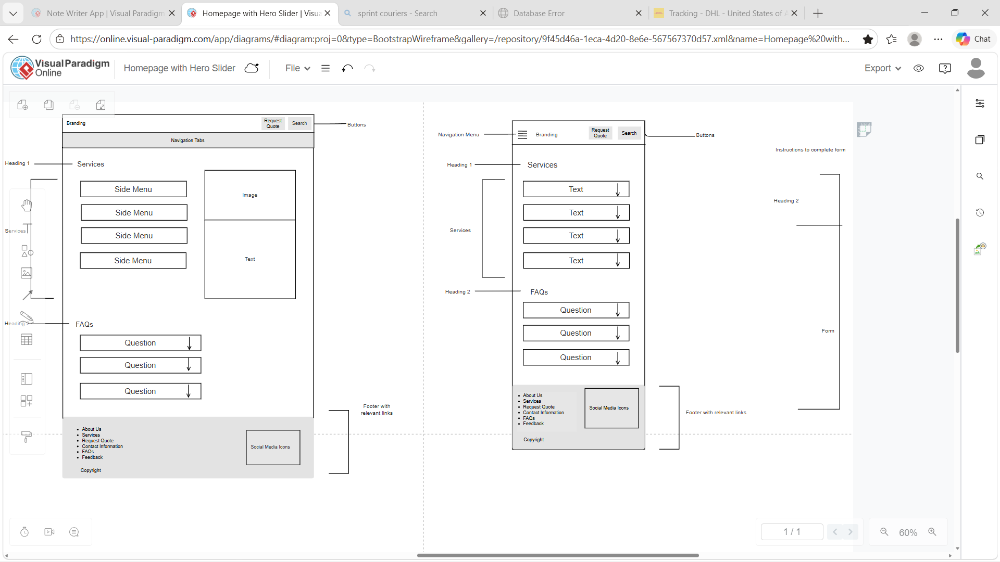 Note Writer App | Visual Paradigm
Homepage with Hero Slider | Visua
sprint couriers - Search
Database Error
Tracking - DHL - United States of A
https://online.visual-paradigm.com/app/diagrams/#diagram:proj=0&type=BootstrapWireframe&gallery=/repository/9f45d46a-1eca-4d20-8e6e-567567370d57.xml&name=Homepage%20with...
Chat
Visual Paradigm
Online
Homepage with Hero Slider
File
Export
Branding
Request
Quote
Search
Buttons
Navigation Tabs
Heading 1
Services
Side Menu
Side Menu
Side Menu
Side Menu
Services
Image
Text
Heading 2
FAQs
Question
Question
Question
Footer with
relevant links
About Us
Services
Request Quote
Contact Information
FAQs
Feedback
Copyright
Social Media Icons
Navigation Menu
Branding
Request
Quote
Search
Buttons
Heading 1
Services
Text
Text
Text
Text
Services
Heading 2
FAQs
Question
Question
Question
About Us
Services
Request Quote
Contact Information
FAQs
Feedback
Copyright
Social Media Icons
Footer with relevant links
Instructions to complete form
Heading 2
Form
1 / 1
60%